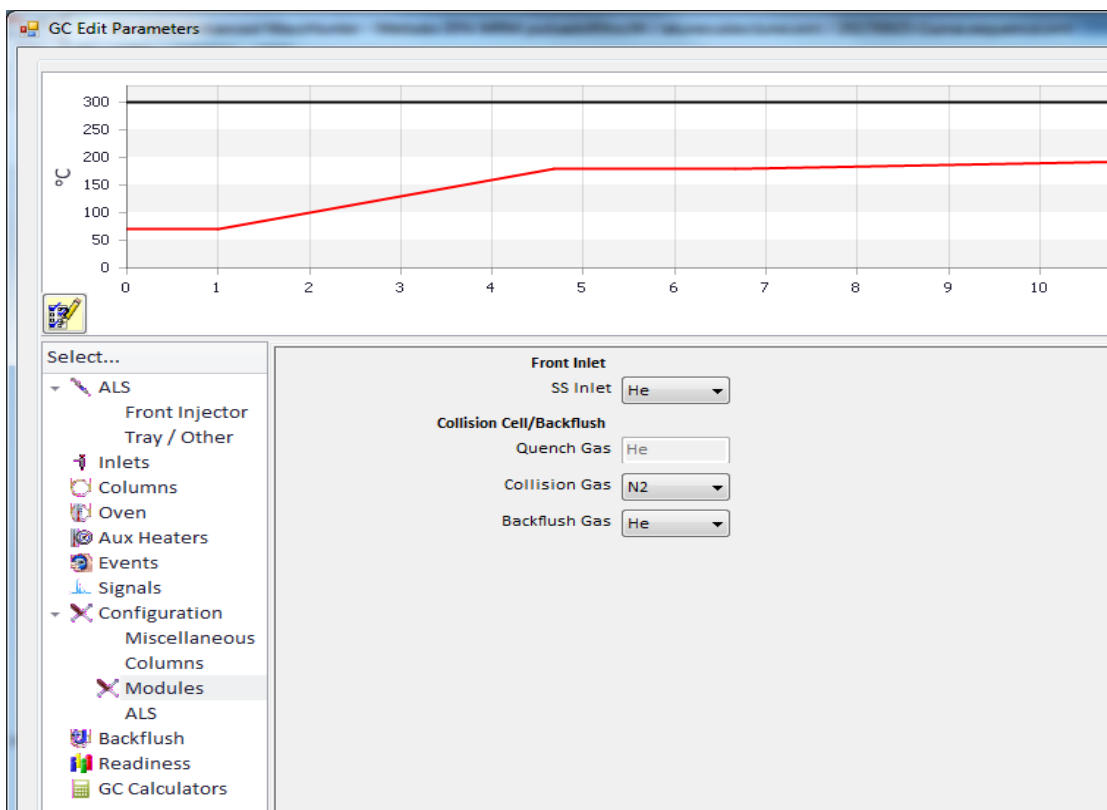 GC Edit Parameters
300
250
200
150
100
50
0
°C
0 1 2 3 4 5 6 7 8 9 10
Select...
ALS
Front Injector
Tray / Other
Inlets
Columns
Oven
Aux Heaters
Events
Signals
Configuration
Miscellaneous
Columns
Modules
ALS
Backflush
Readiness
GC Calculators
Front Inlet
SS Inlet He
Collision Cell/Backflush
Quench Gas He
Collision Gas N2
Backflush Gas He